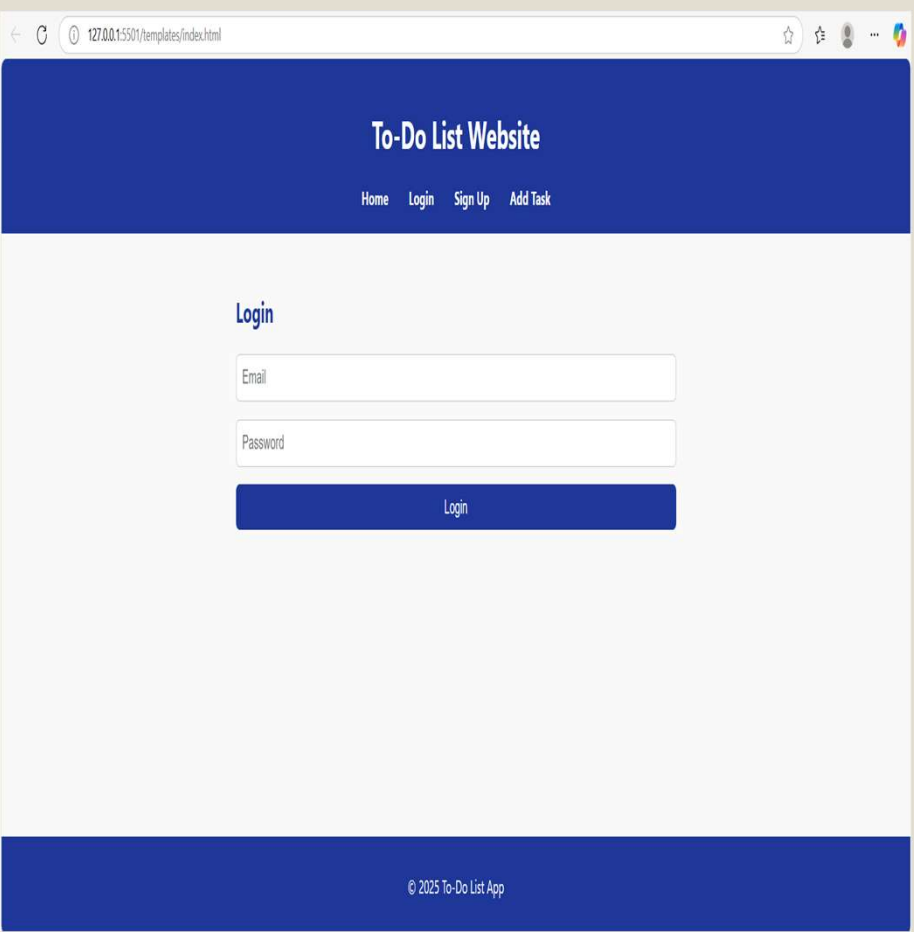 127.0.0.1:5501/templates/index.html
To-Do List Website
Home Login Sign Up Add Task
Login
Email
Password
Login
© 2025 To-Do List App